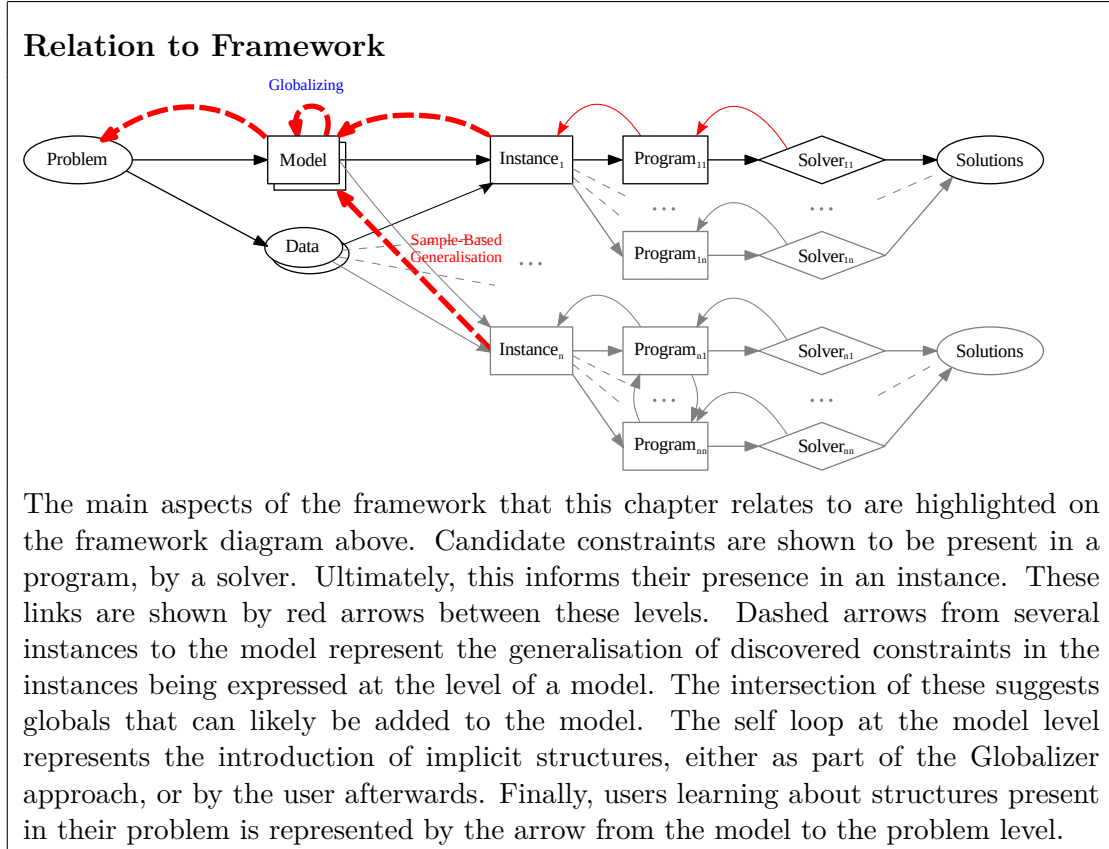 Relation to Framework
Globalizing
Problem
Model
Instance₁
Program₁₁
Solver₁₁
Solutions
...
...
Data
Sample-Based
Generalisation
...
Program₁ₙ
Solver₁ₙ
Instanceₙ
Programₙ₁
Solverₙ₁
Solutions
...
...
Programₙₙ
Solverₙₙ
The main aspects of the framework that this chapter relates to are highlighted on
the framework diagram above. Candidate constraints are shown to be present in a
program, by a solver. Ultimately, this informs their presence in an instance. These
links are shown by red arrows between these levels. Dashed arrows from several
instances to the model represent the generalisation of discovered constraints in the
instances being expressed at the level of a model. The intersection of these suggests
globals that can likely be added to the model. The self loop at the model level
represents the introduction of implicit structures, either as part of the Globalizer
approach, or by the user afterwards. Finally, users learning about structures present
in their problem is represented by the arrow from the model to the problem level.